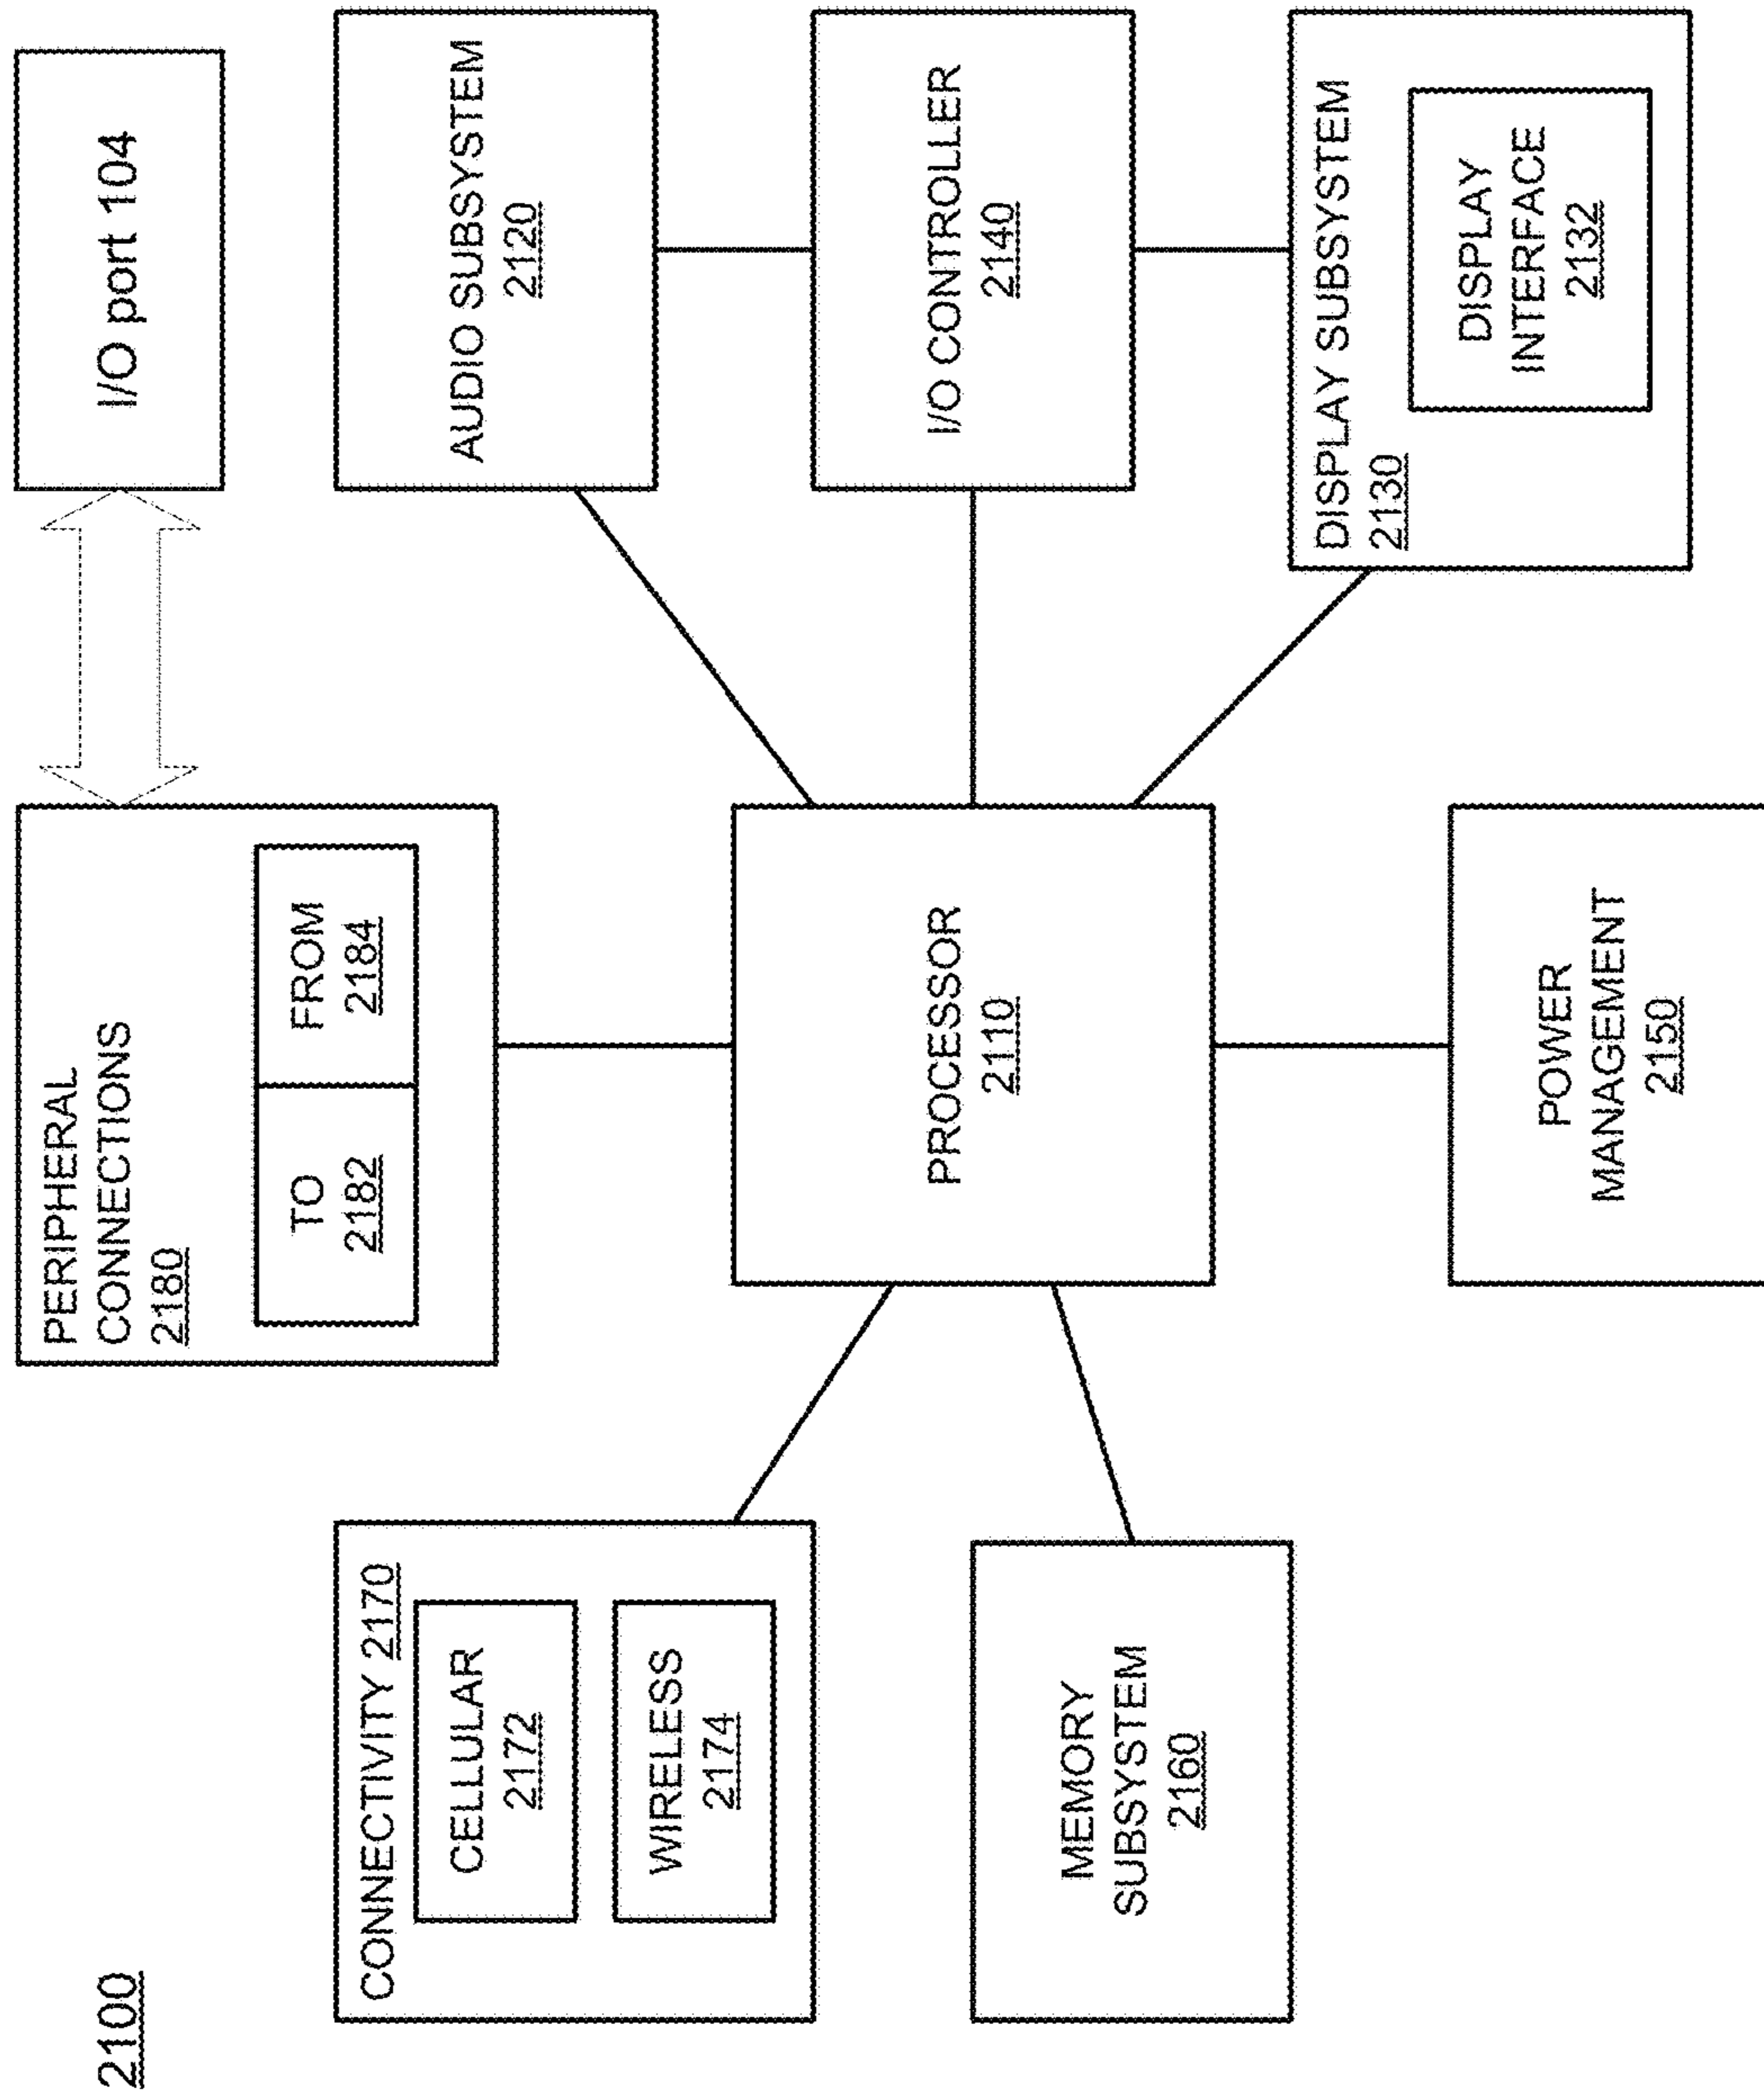 2100
PERIPHERAL
CONNECTIONS
2180
TO
2182
FROM
2184
I/O port 104
CONNECTIVITY 2170
CELLULAR
2172
WIRELESS
2174
AUDIO SUBSYSTEM
2120
PROCESSOR
2110
I/O CONTROLLER
2140
MEMORY
SUBSYSTEM
2160
DISPLAY SUBSYSTEM
2130
DISPLAY
INTERFACE
2132
POWER
MANAGEMENT
2150